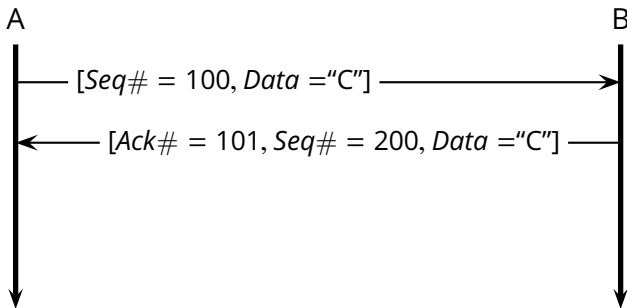 A B
[Seq# = 100, Data =“C”]
[Ack# = 101, Seq# = 200, Data =“C”]